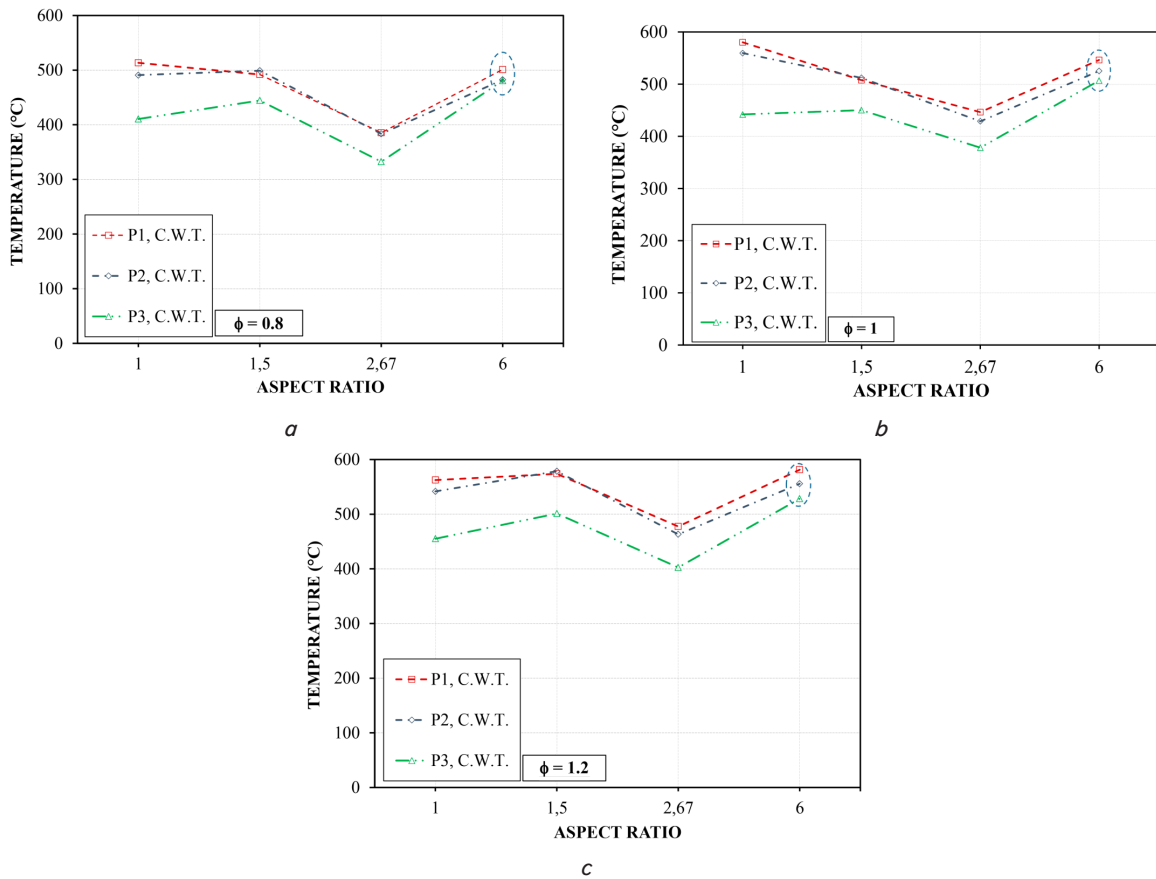 600
500
400
300
200
100
0
TEMPERATURE (°C)
P1, C.W.T.
P2, C.W.T.
P3, C.W.T.
ϕ = 0.8
1 1,5 2,67 6
ASPECT RATIO
a
600
500
400
300
200
100
0
TEMPERATURE (°C)
P1, C.W.T.
P2, C.W.T.
P3, C.W.T.
ϕ = 1
1 1,5 2,67 6
ASPECT RATIO
b
600
500
400
300
200
100
0
TEMPERATURE (°C)
P1, C.W.T.
P2, C.W.T.
P3, C.W.T.
ϕ = 1.2
1 1,5 2,67 6
ASPECT RATIO
c